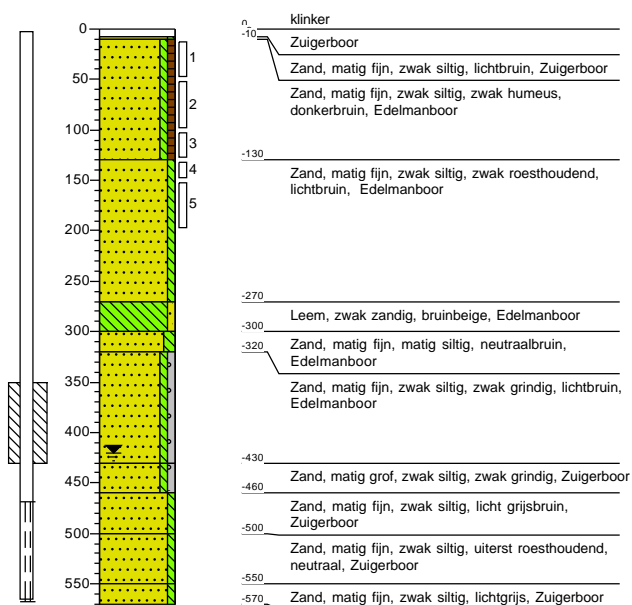 0
klinker
-10
Zuigerboor
Zand, matig fijn, zwak siltig, lichtbruin, Zuigerboor
Zand, matig fijn, zwak siltig, zwak humeus,
donkerbruin, Edelmanboor
-130
Zand, matig fijn, zwak siltig, zwak roesthoudend,
lichtbruin, Edelmanboor
-270
Leem, zwak zandig, bruinbeige, Edelmanboor
-300
Zand, matig fijn, matig siltig, neutraalbruin,
Edelmanboor
-320
Zand, matig fijn, zwak siltig, zwak grindig, lichtbruin,
Edelmanboor
-430
Zand, matig grof, zwak siltig, zwak grindig, Zuigerboor
-460
Zand, matig fijn, zwak siltig, licht grijsbruin,
Zuigerboor
-500
Zand, matig fijn, zwak siltig, uiterst roesthoudend,
neutraal, Zuigerboor
-550
Zand, matig fijn, zwak siltig, lichtgrijs, Zuigerboor
-570
0
50
100
150
200
250
300
350
400
450
500
550
1
2
3
4
5